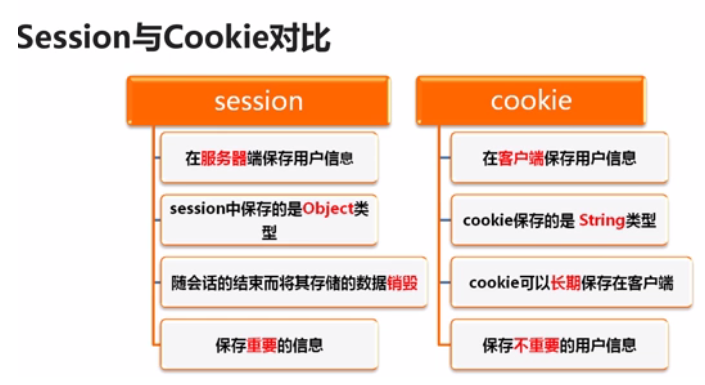 Session与Cookie对比
session
在服务器端保存用户信息
session中保存的是Object类
型
随会话的结束而将其存储的数据销毁
保存重要的信息
cookie
在客户端保存用户信息
cookie保存的是 String类型
cookie可以长期保存在客户端
保存不重要的用户信息